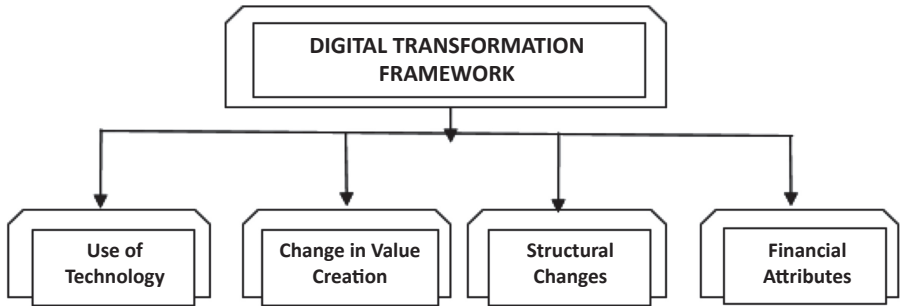 DIGITAL TRANSFORMATION
FRAMEWORK
Use of
Technology
Change in Value
Creation
Structural
Changes
Financial
Attributes